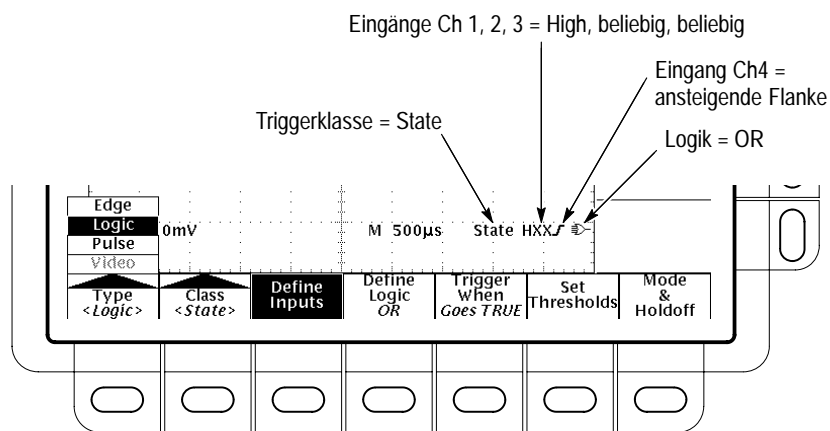 Eingänge Ch 1, 2, 3 = High, beliebig, beliebig
Eingang Ch4 =
ansteigende Flanke
Triggerklasse = State
Logik = OR
Edge
Logic
Pulse
Video
0mV
M 500µs
State HXX
Type
<Logic>
Class
<State>
Define
Inputs
Define
Logic
OR
Trigger
When
Goes TRUE
Set
Thresholds
Mode
&
Holdoff